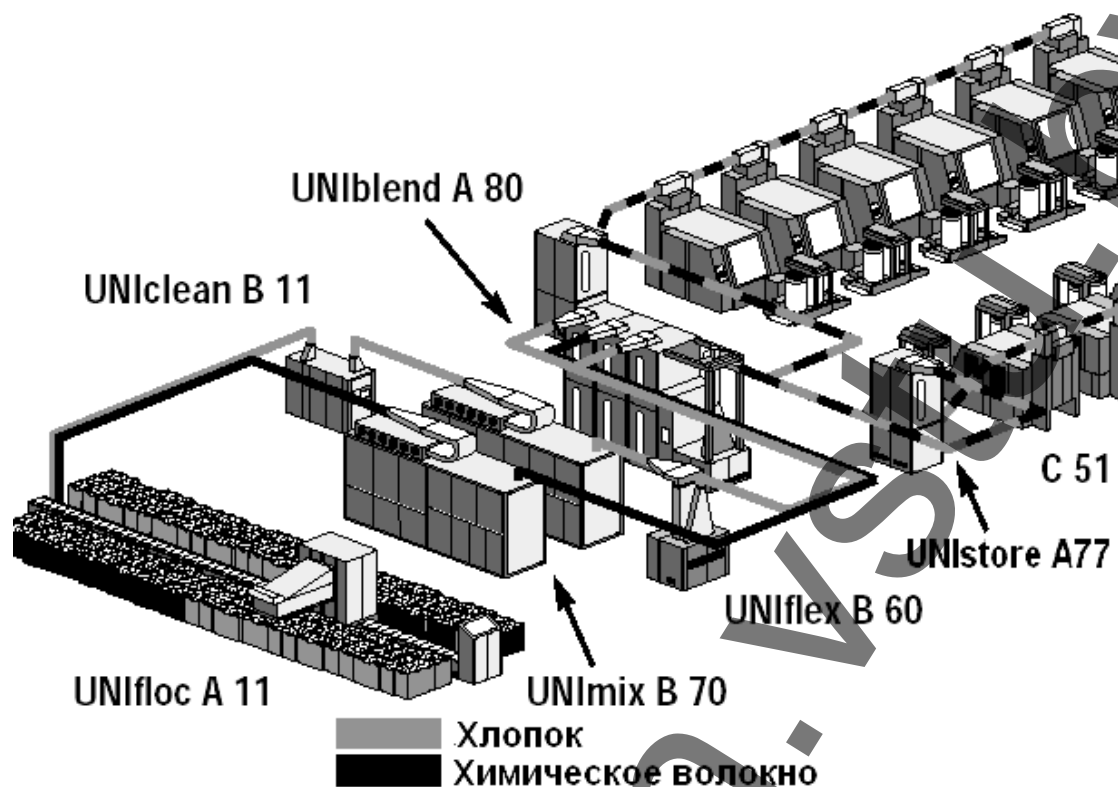 UNIblend A 80
UNIclean B 11
C 51
UNIstore A77
UNIflex B 60
UNIfloc A 11
UNImix B 70
Хлопок
Химическое волокно